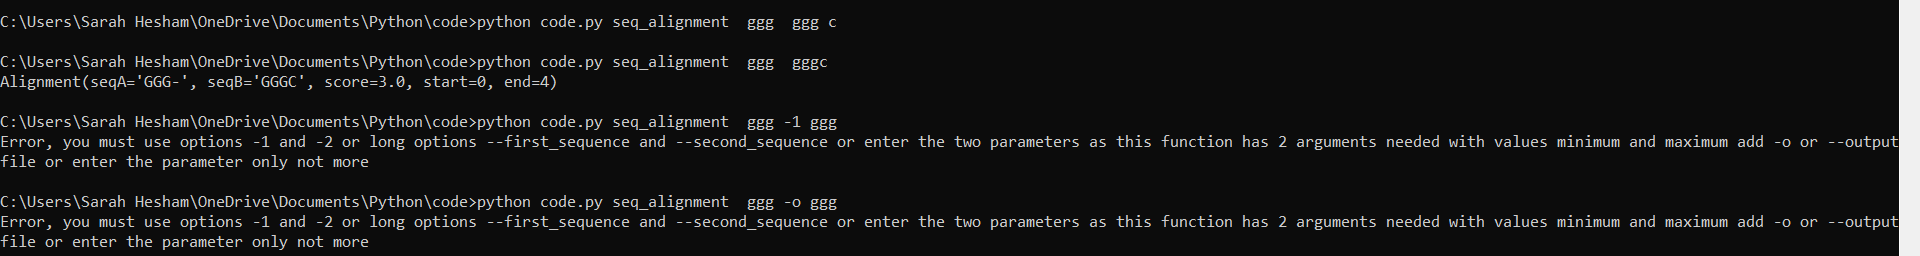 C:\Users\Sarah Hesham\OneDrive\Documents\Python\code>python code.py seq_alignment  ggg  ggg c
C:\Users\Sarah Hesham\OneDrive\Documents\Python\code>python code.py seq_alignment  ggg  gggc
Alignment(seqA='GGG-', seqB='GGGC', score=3.0, start=0, end=4)
C:\Users\Sarah Hesham\OneDrive\Documents\Python\code>python code.py seq_alignment  ggg -1 ggg
Error, you must use options -1 and -2 or long options --first_sequence and --second_sequence or enter the two parameters as this function has 2 arguments needed with values minimum and maximum add -o or --output
file or enter the parameter only not more
C:\Users\Sarah Hesham\OneDrive\Documents\Python\code>python code.py seq_alignment  ggg -o ggg
Error, you must use options -1 and -2 or long options --first_sequence and --second_sequence or enter the two parameters as this function has 2 arguments needed with values minimum and maximum add -o or --output
file or enter the parameter only not more